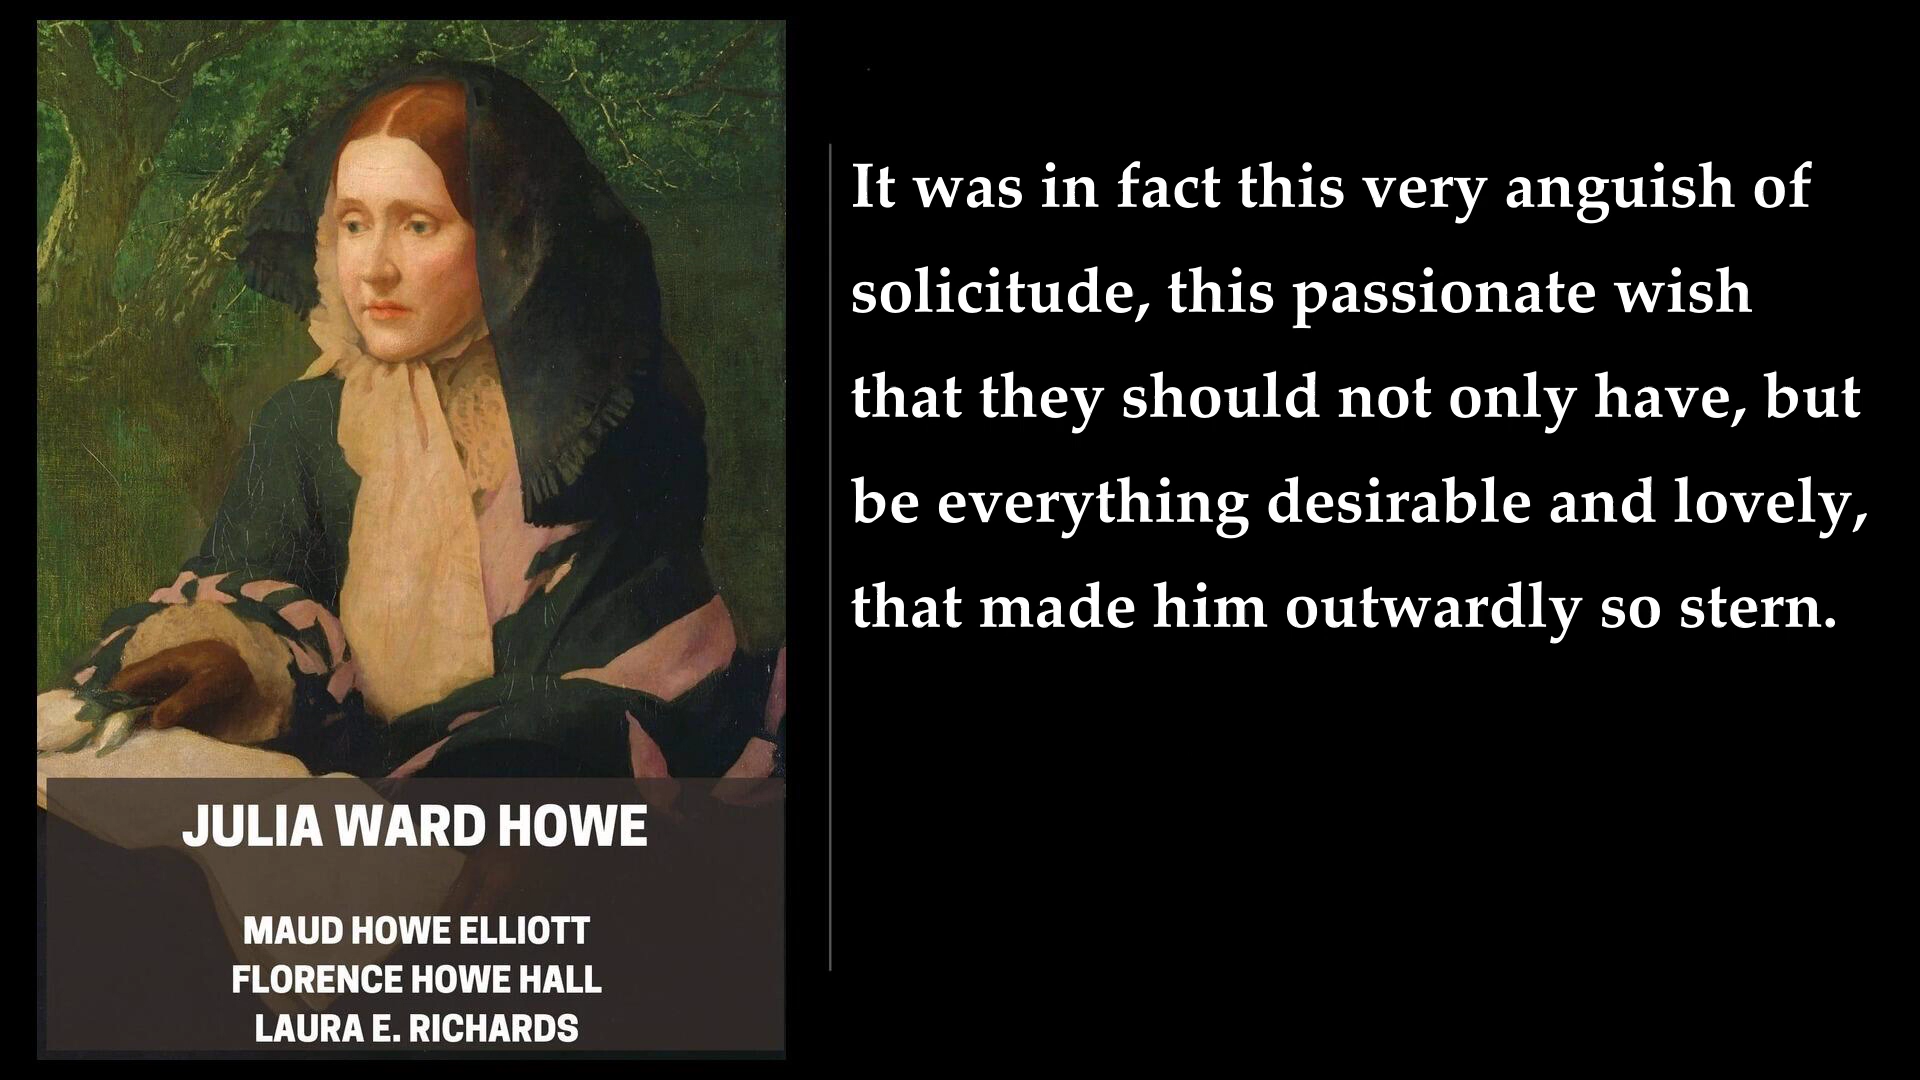 JULIA WARD HOWE
MAUD HOWE ELLIOTT
FLORENCE HOWE HALL
LAURA E. RICHARDS
It was in fact this very anguish of
solicitude, this passionate wish
that they should not only have, but
be everything desirable and lovely,
that made him outwardly so stern.